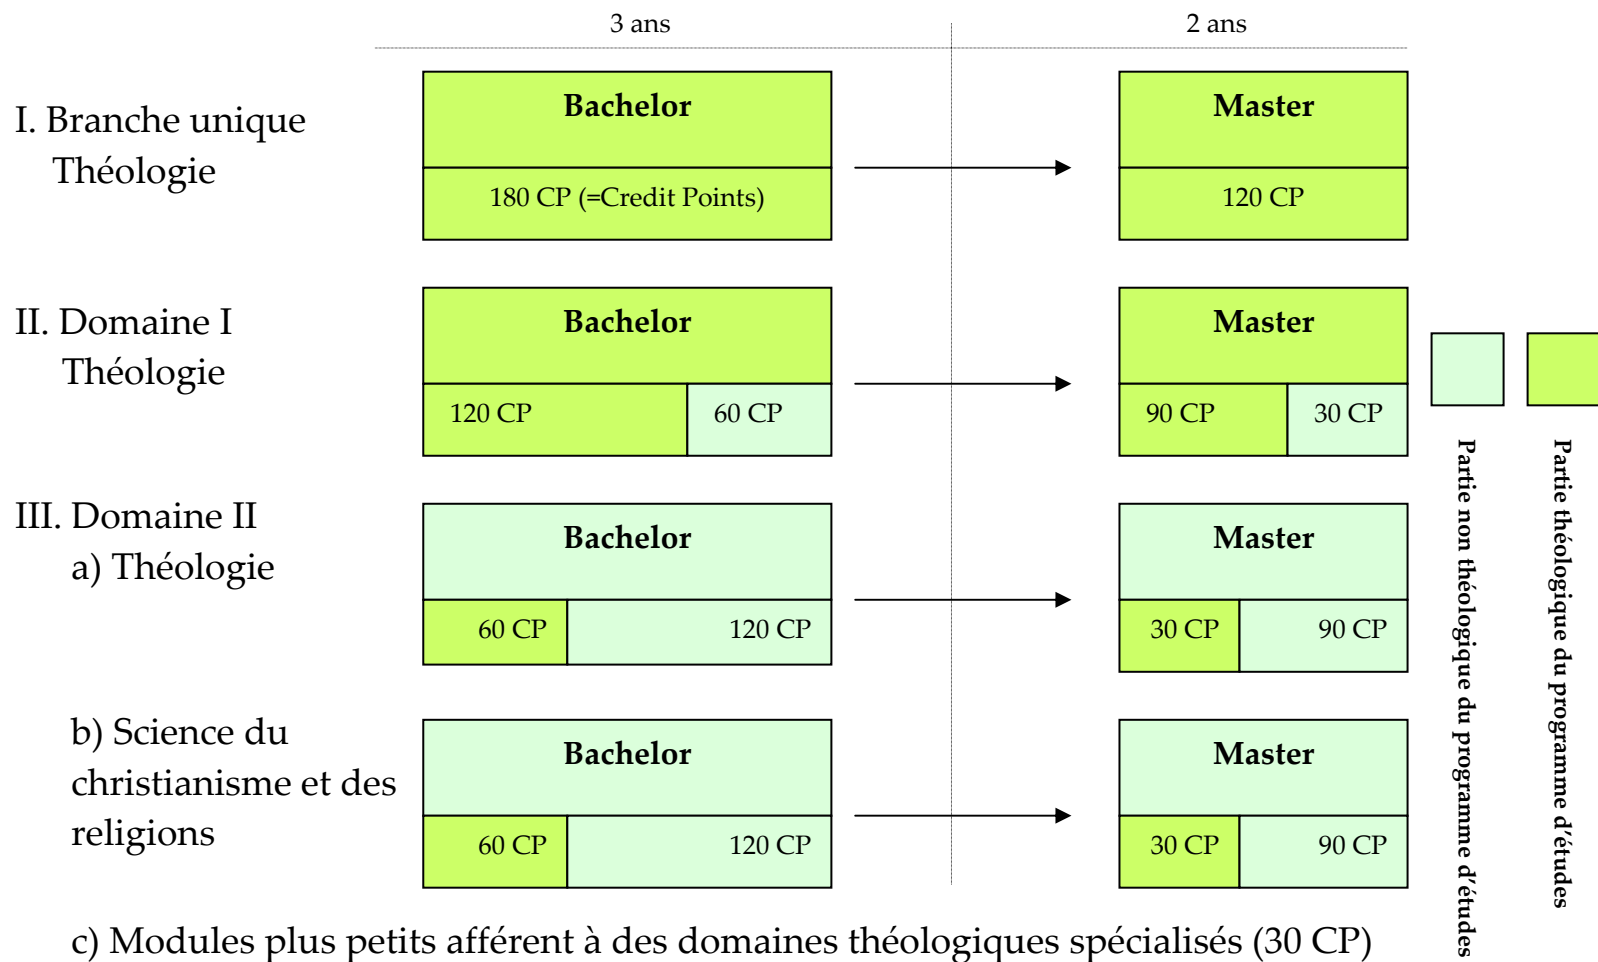 3 ans
2 ans
I. Branche unique
Théologie
Bachelor
180 CP (=Credit Points)
Master
120 CP
II. Domaine I
Théologie
Bachelor
120 CP
60 CP
Master
90 CP
30 CP
III. Domaine II
a) Théologie
Bachelor
60 CP
120 CP
Master
30 CP
90 CP
b) Science du
christianisme et des
religions
Bachelor
60 CP
120 CP
Master
30 CP
90 CP
c) Modules plus petits afférent à des domaines théologiques spécialisés (30 CP)
Partie non théologique du programme d'études
Partie théologique du programme d'études